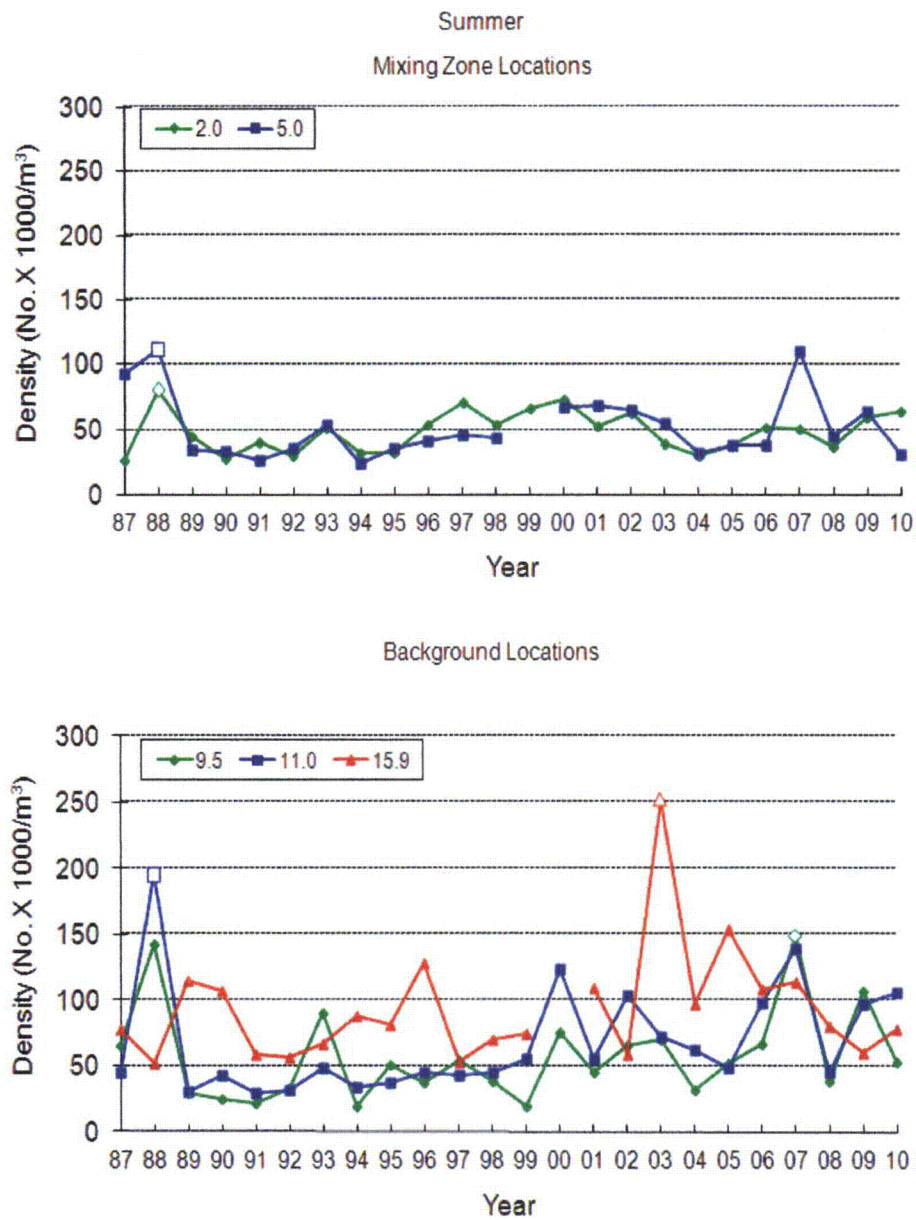 Summer
Mixing Zone Locations
Density (No. X 1000/m³)
300
250
200
150
100
50
0
2.0 5.0
87 88 89 90 91 92 93 94 95 96 97 98 99 00 01 02 03 04 05 06 07 08 09 10
Year
Background Locations
Density (No. X 1000/m³)
300
250
200
150
100
50
0
9.5 11.0 15.9
87 88 89 90 91 92 93 94 95 96 97 98 99 00 01 02 03 04 05 06 07 08 09 10
Year